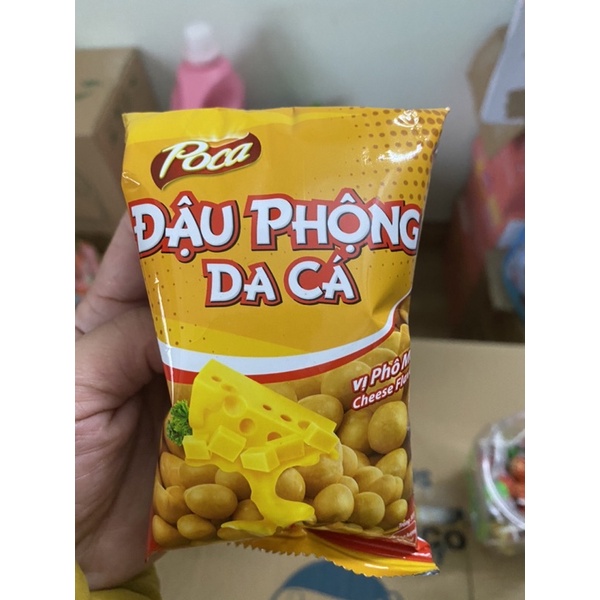 Poca
ĐẬU PHỘNG
DA CÁ
vị Phô
Cheese